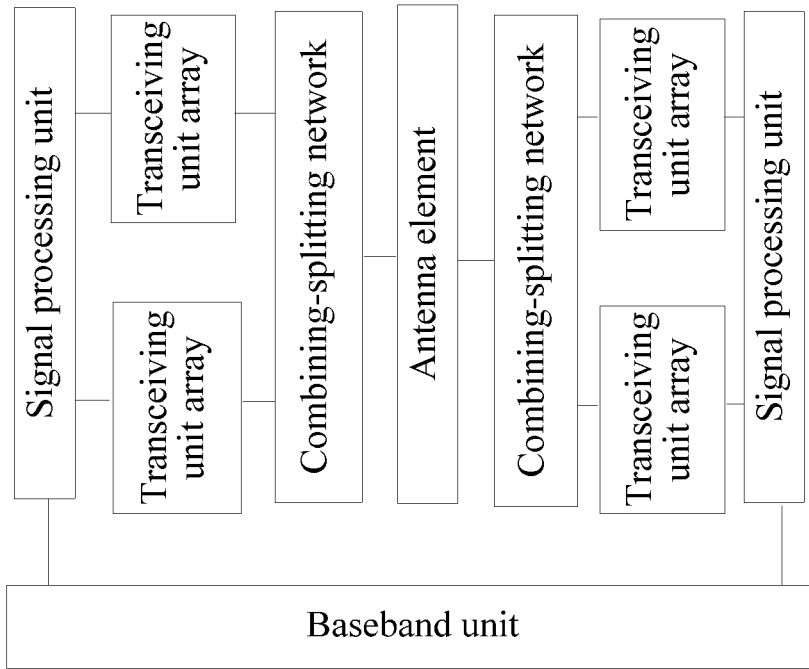 Signal processing unit
Transceiving
unit array
Transceiving
unit array
Combining-splitting network
Antenna element
Combining-splitting network
Transceiving
unit array
Transceiving
unit array
Signal processing unit
Baseband unit